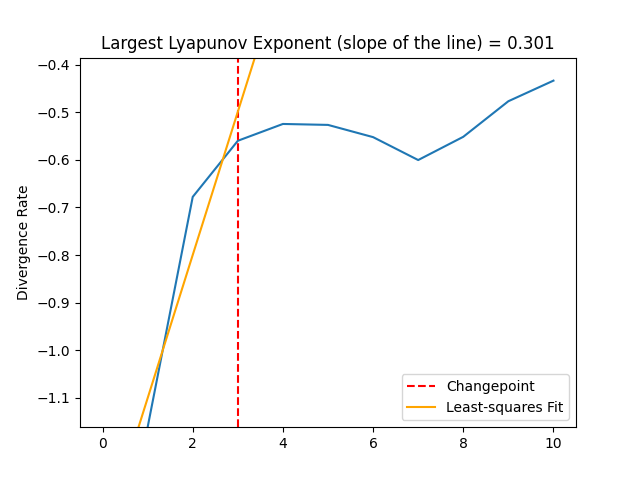 Largest Lyapunov Exponent (slope of the line) = 0.301
−0.4
−0.5
−0.6
−0.7
−0.8
−0.9
−1.0
−1.1
Divergence Rate
0 2 4 6 8 10
Changepoint
Least-squares Fit